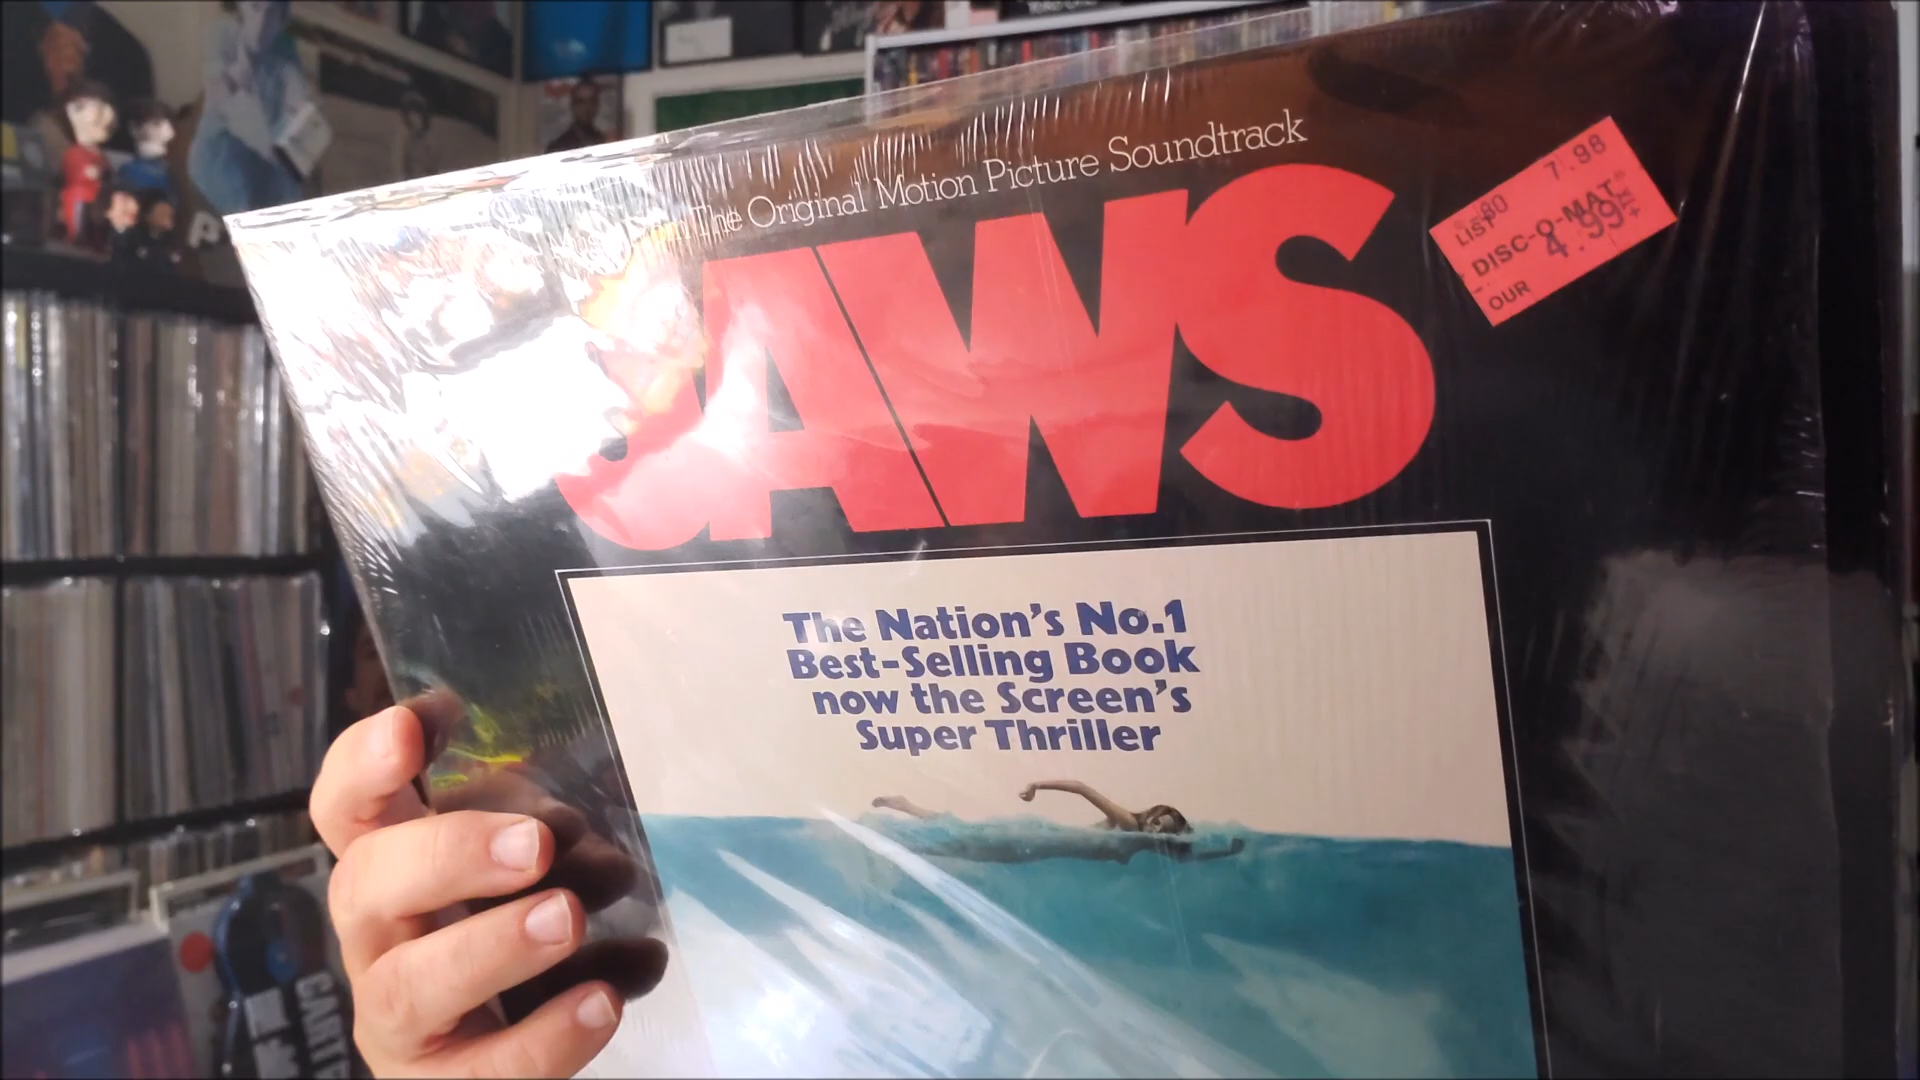 The Original Motion Picture Soundtrack
JAWS
80 7.98
LIST
DISC-O-MAT
4.99
OUR
The Nation's No.1
Best-Selling Book
now the Screen's
Super Thriller